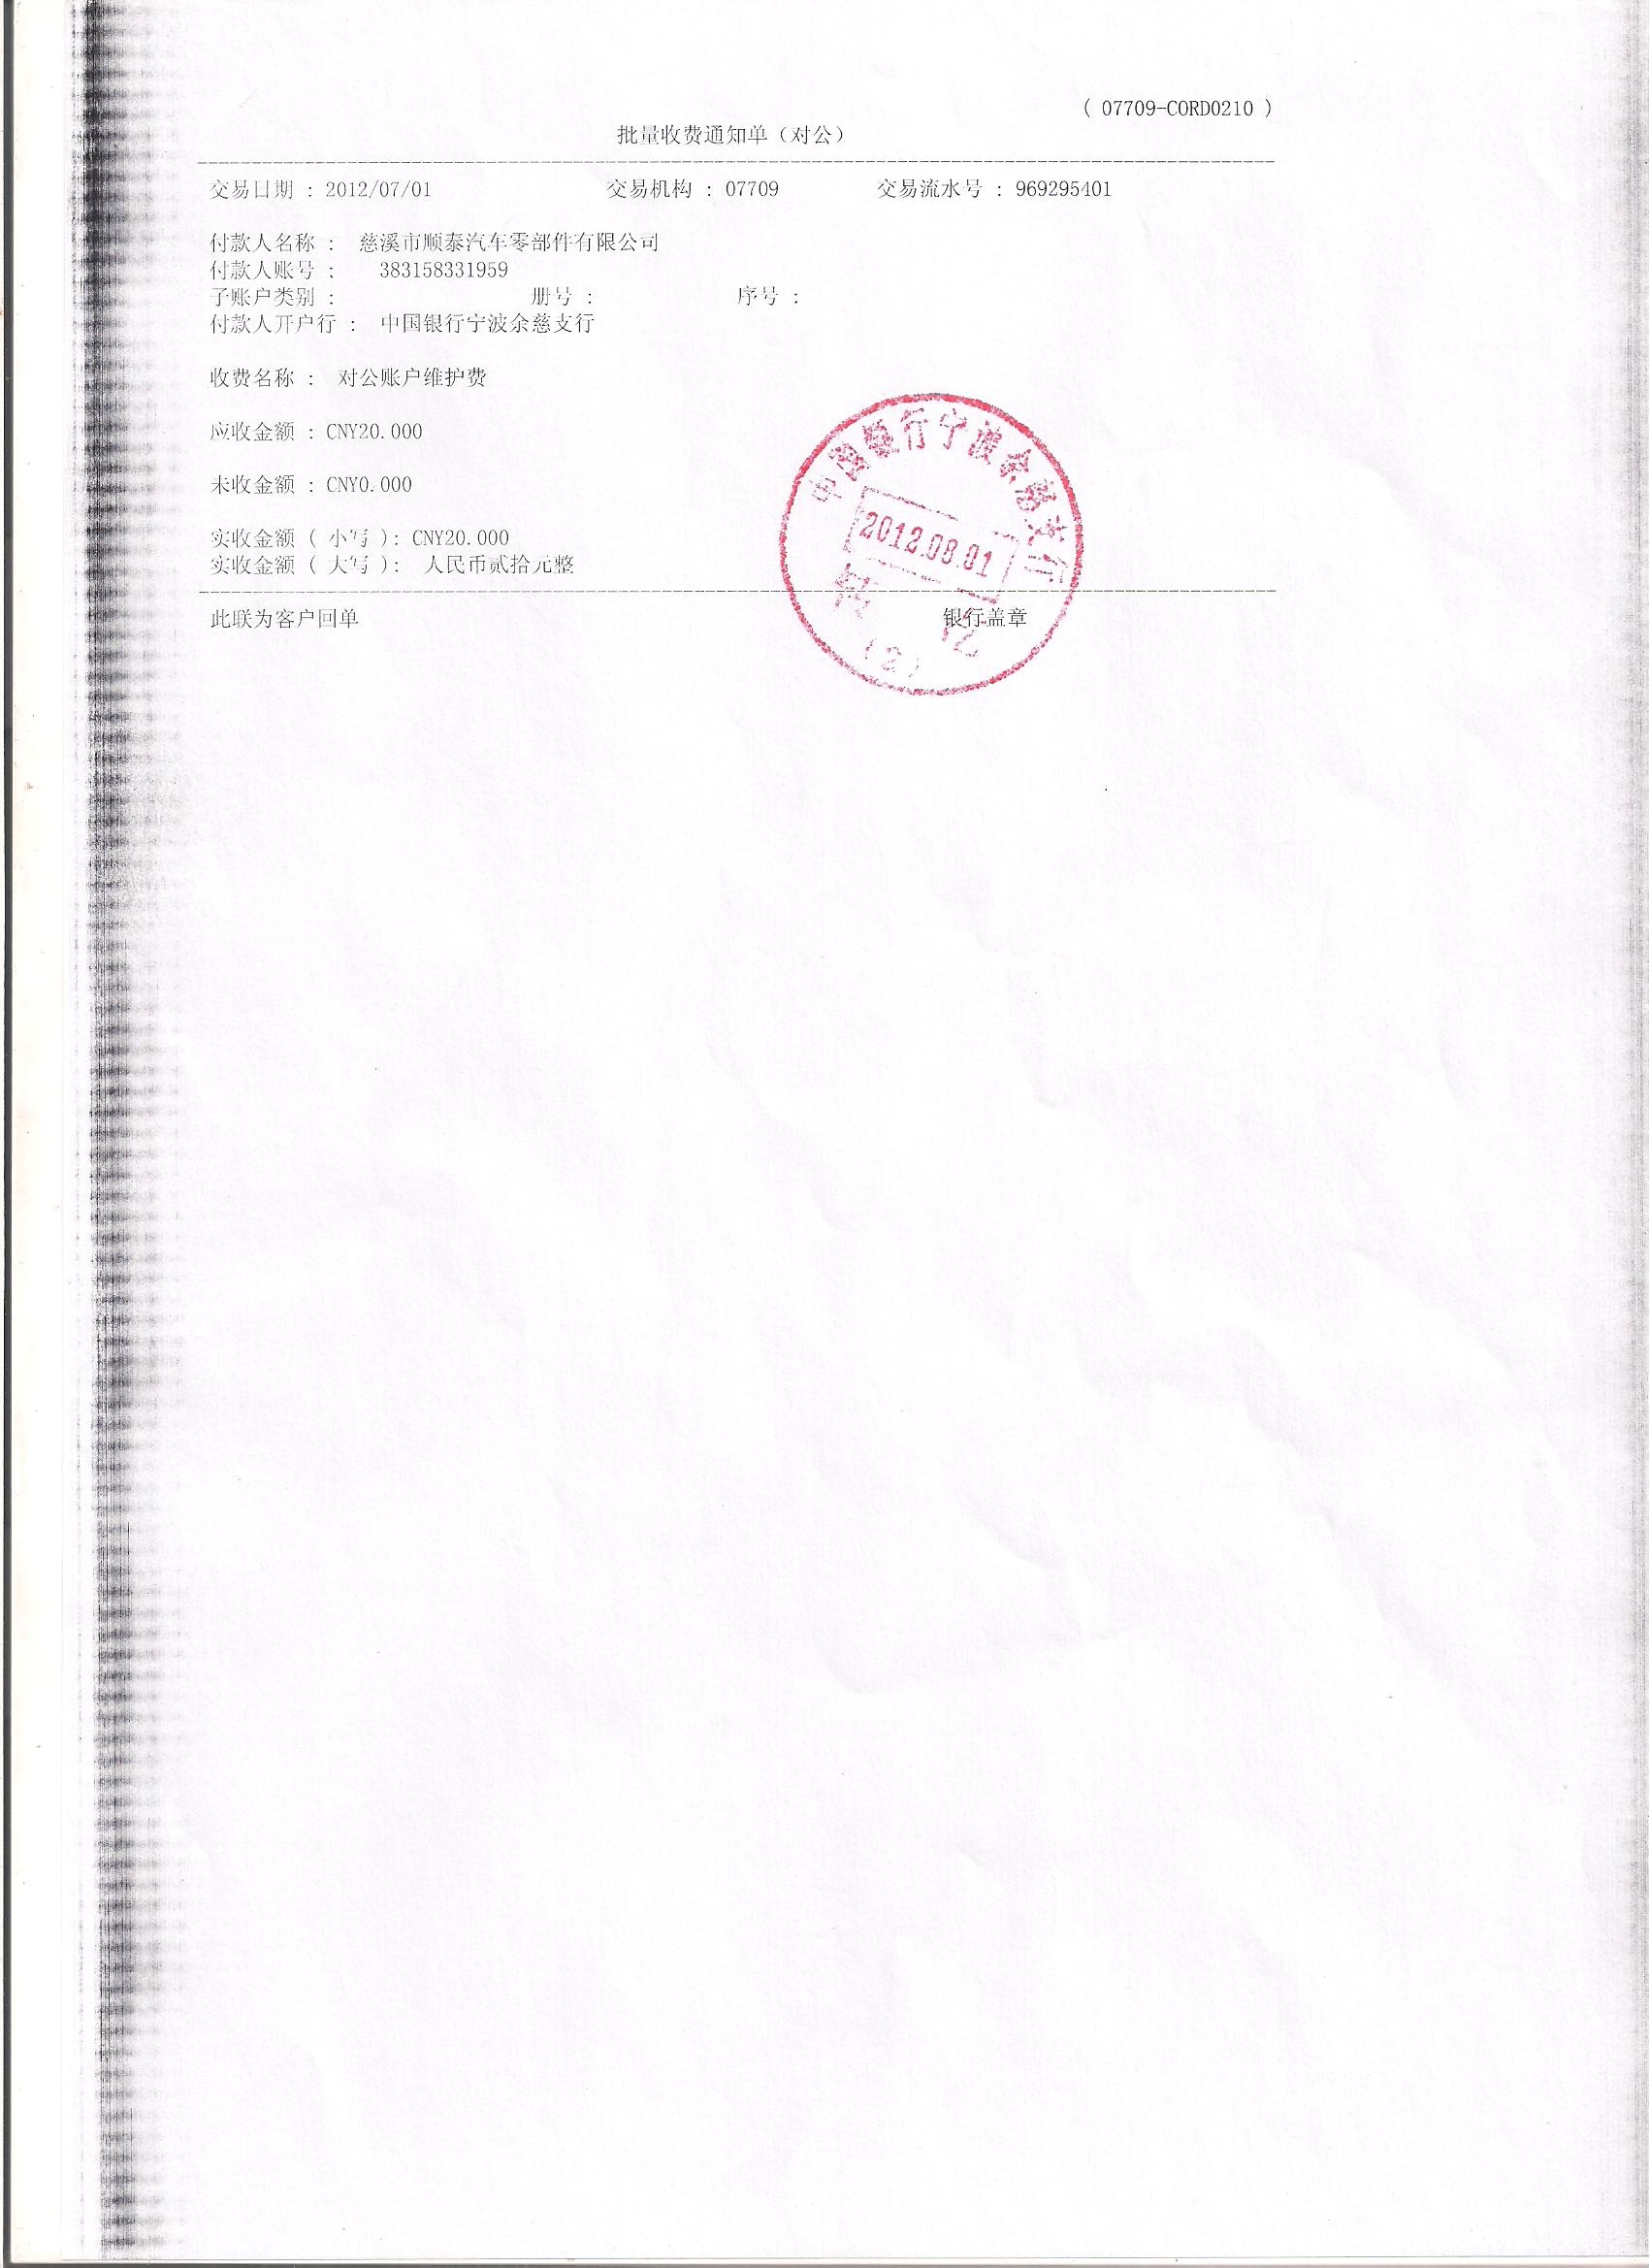 ( 07709-CORD0210 )
批量收费通知单（对公）
交易日期 : 2012/07/01 交易机构 : 07709 交易流水号 : 969295401
付款人名称 : 慈溪市顺泰汽车零部件有限公司
付款人账号 : 383158331959
子账户类别 : 册号 : 序号 :
付款人开户行 : 中国银行宁波余慈支行
收费名称 : 对公账户维护费
应收金额 : CNY20.000
未收金额 : CNY0.000
实收金额 ( 小写 ): CNY20.000
实收金额 ( 大写 ): 人民币贰拾元整
此联为客户回单 银行盖章
中国银行宁波余慈支行
2012.08.01
(2)